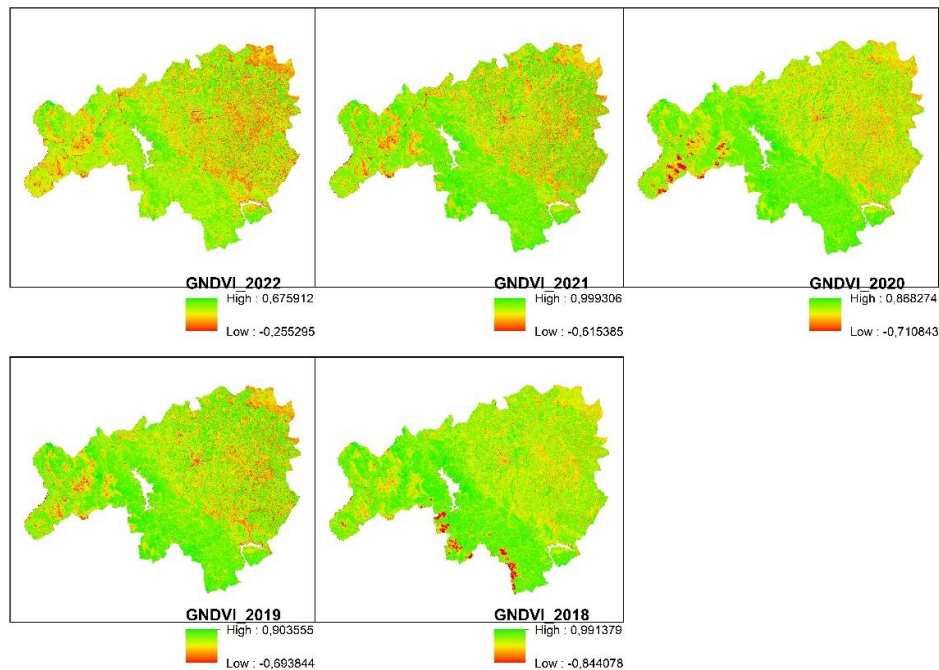 GNDVI_2022
High : 0,675912
Low : -0,255295
GNDVI_2021
High : 0,999306
Low : -0,615385
GNDVI_2020
High : 0,868274
Low : -0,710843
GNDVI_2019
High : 0,903555
Low : -0,693844
GNDVI_2018
High : 0,991379
Low : -0,844078